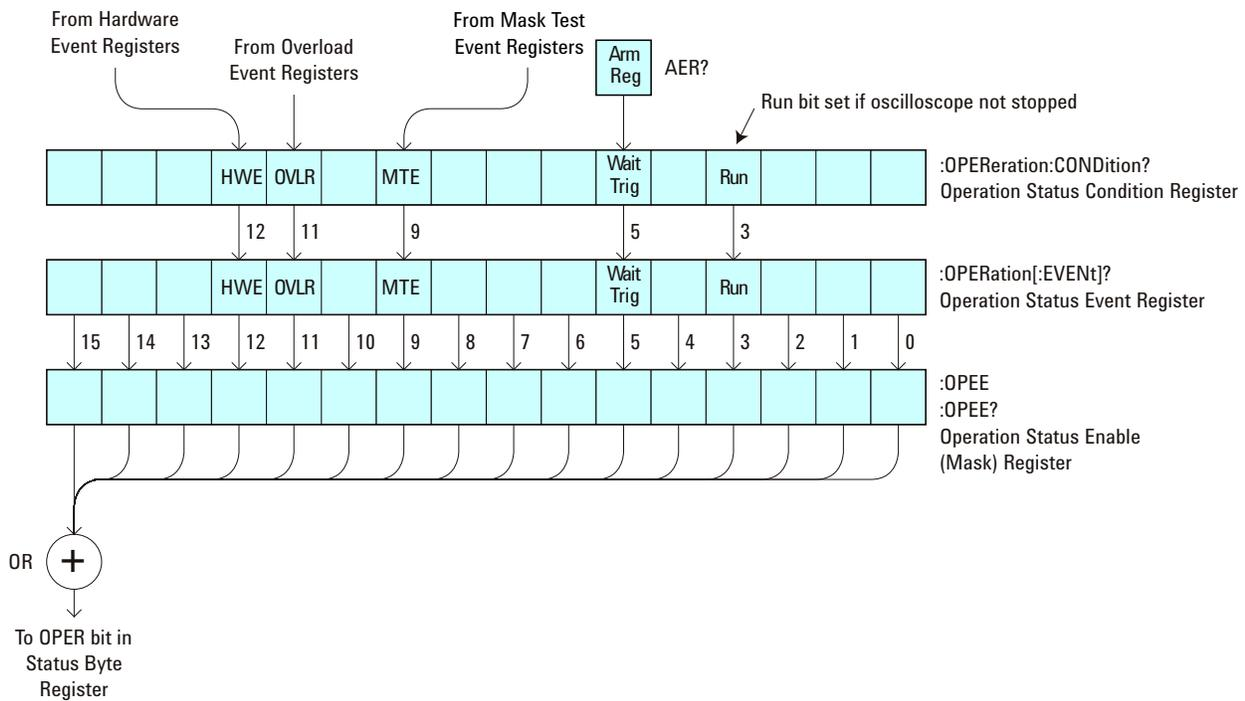 From Hardware
Event Registers
From Overload
Event Registers
From Mask Test
Event Registers
Arm
Reg
AER?
Run bit set if oscilloscope not stopped
HWE
OVLR
MTE
Wait
Trig
Run
:OPEReration:CONDition?
Operation Status Condition Register
12
11
9
5
3
HWE
OVLR
MTE
Wait
Trig
Run
:OPERation[:EVENt]?
Operation Status Event Register
15
14
13
12
11
10
9
8
7
6
5
4
3
2
1
0
:OPEE
:OPEE?
Operation Status Enable
(Mask) Register
OR
+
To OPER bit in
Status Byte
Register